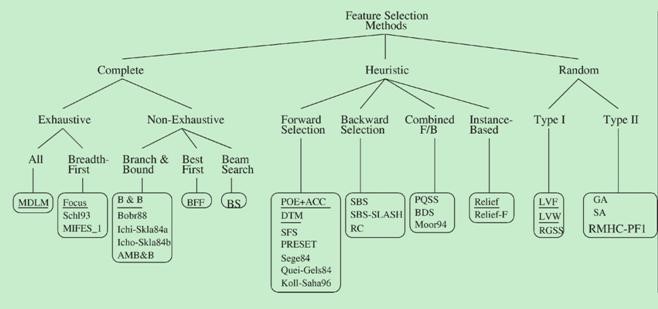 Feature Selection
Methods
Complete
Heuristic
Random
Exhaustive
Non-Exhaustive
Forward
Selection
Backward
Selection
Combined
F/B
Instance-
Based
Type I
Type II
All
Breadth-
First
Branch &
Bound
Best
First
Beam
Search
MDLM
Focus
Schl93
MIFES_1
B & B
Bobr88
Ichi-Skla84a
Icho-Skla84b
AMB&B
BFF
BS
POE+ACC
DTM
SFS
PRESET
Sege84
Quei-Gels84
Koll-Saha96
SBS
SBS-SLASH
RC
PQSS
BDS
Moor94
Relief
Relief-F
LVF
LVW
RGSS
GA
SA
RMHC-PF1